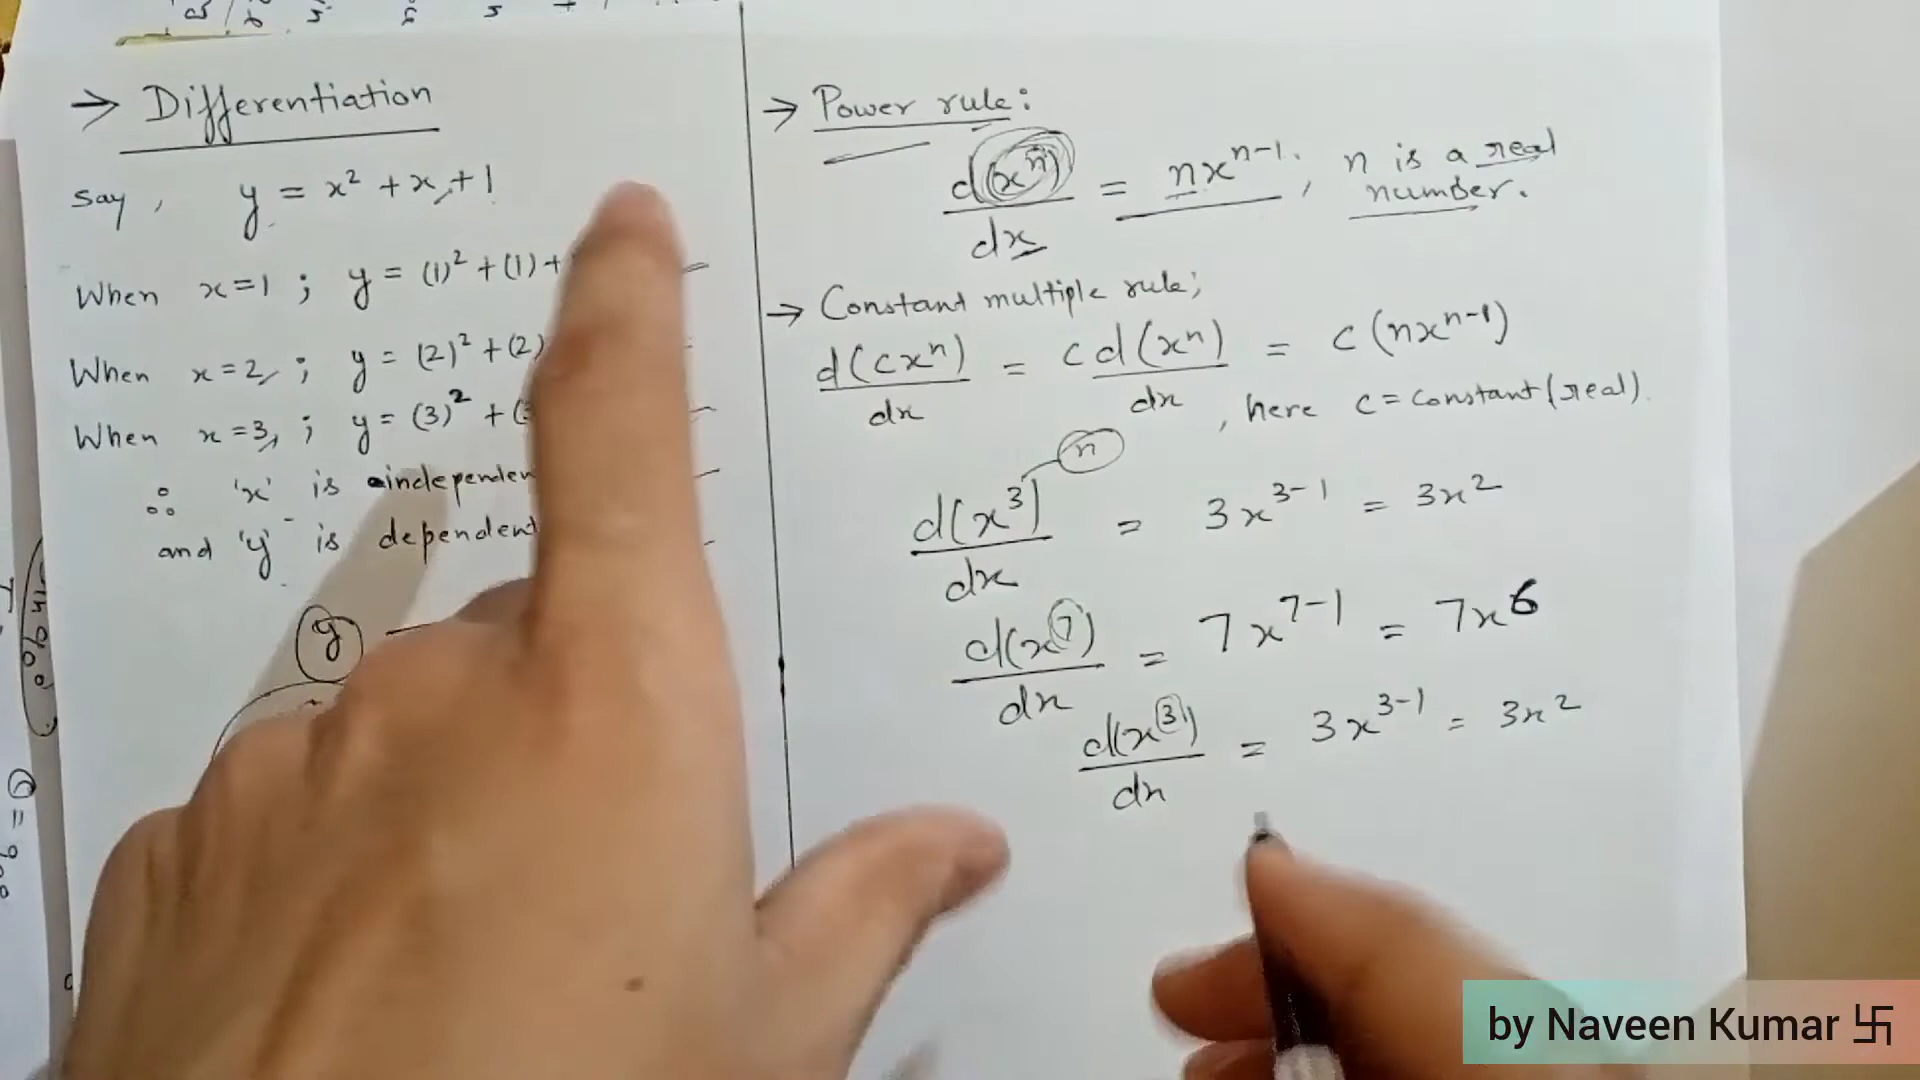 → Differentiation
Say, y = x² + x + 1
When x=1 ; y = (1)² + (1) +
When x=2 ; y = (2)² + (2)
When x=3 ; y = (3)² + (
∴ 'x' is independen
and 'y' is dependent
y
→ Power rule:
d(xⁿ)/dx = nxⁿ⁻¹, n is a real
number.
→ Constant multiple rule;
d(cxⁿ)/dx = c d(xⁿ)/dx = c(nxⁿ⁻¹)
, here c = constant (real).
n
d(x³)/dx = 3x³⁻¹ = 3x²
d(x⁷)/dx = 7x⁷⁻¹ = 7x⁶
d(x³)/dx = 3x³⁻¹ = 3x²
by Naveen Kumar 卐